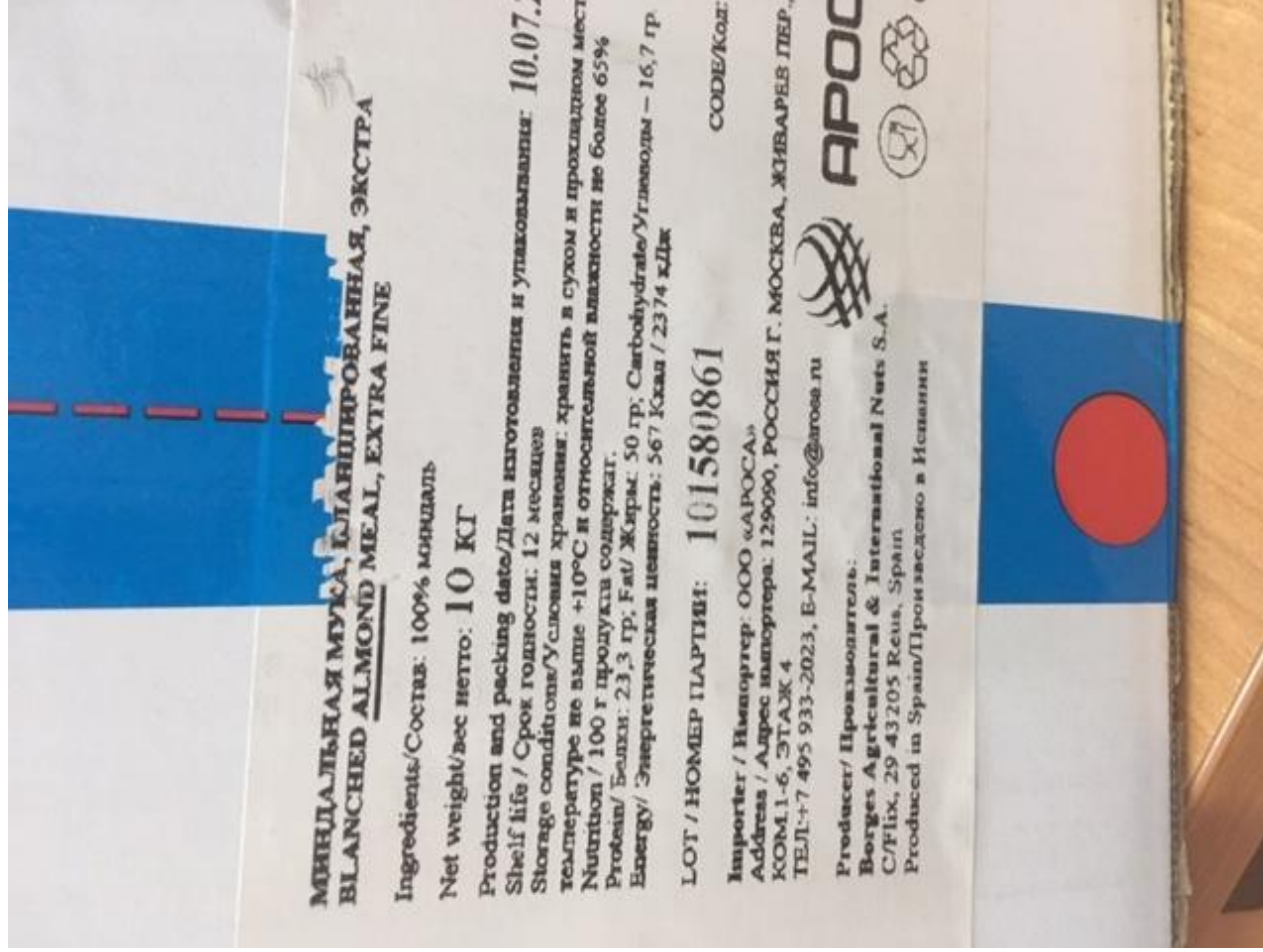 МИНДАЛЬНАЯ МУКА, БЛАНШИРОВАННАЯ, ЭКСТРА
BLANCHED ALMOND MEAL, EXTRA FINE
Ingredients/Состав: 100% миндаль
Net weight/вес нетто: 10 КГ
Production and packing date/Дата изготовления и упаковывания: 10.07.
Shelf life / Срок годности: 12 месяцев
Storage conditions/Условия хранения: хранить в сухом и прохладном
температуре не выше +10°C и относительной влажности не более 65%
Nutrition / 100 г продукта содержат:
Protein/ Белки: 23,3 гр; Fat/ Жиры: 50 гр; Carbohydrate/Углеводы – 16,7 гр
Energy/ Энергетическая ценность: 567 Ккал / 2374 кДж
LOT / НОМЕР ПАРТИИ: 101580861
CODE/Код:
Importer / Импортер: ООО «АРОСА»
Address / Адрес импортера: 129090, РОССИЯ Г. МОСКВА, ЖИВАРЕВ ПЕР.,
КОМ.1-6, ЭТАЖ 4
ТЕЛ:+7 495 933-2023, E-MAIL: info@arosa.ru
Producer/ Производитель:
Borges Agricultural & International Nuts S.A.
C/Flix, 29 43205 Reus, Spain
Produced in Spain/Произведено в Испании
АРОС